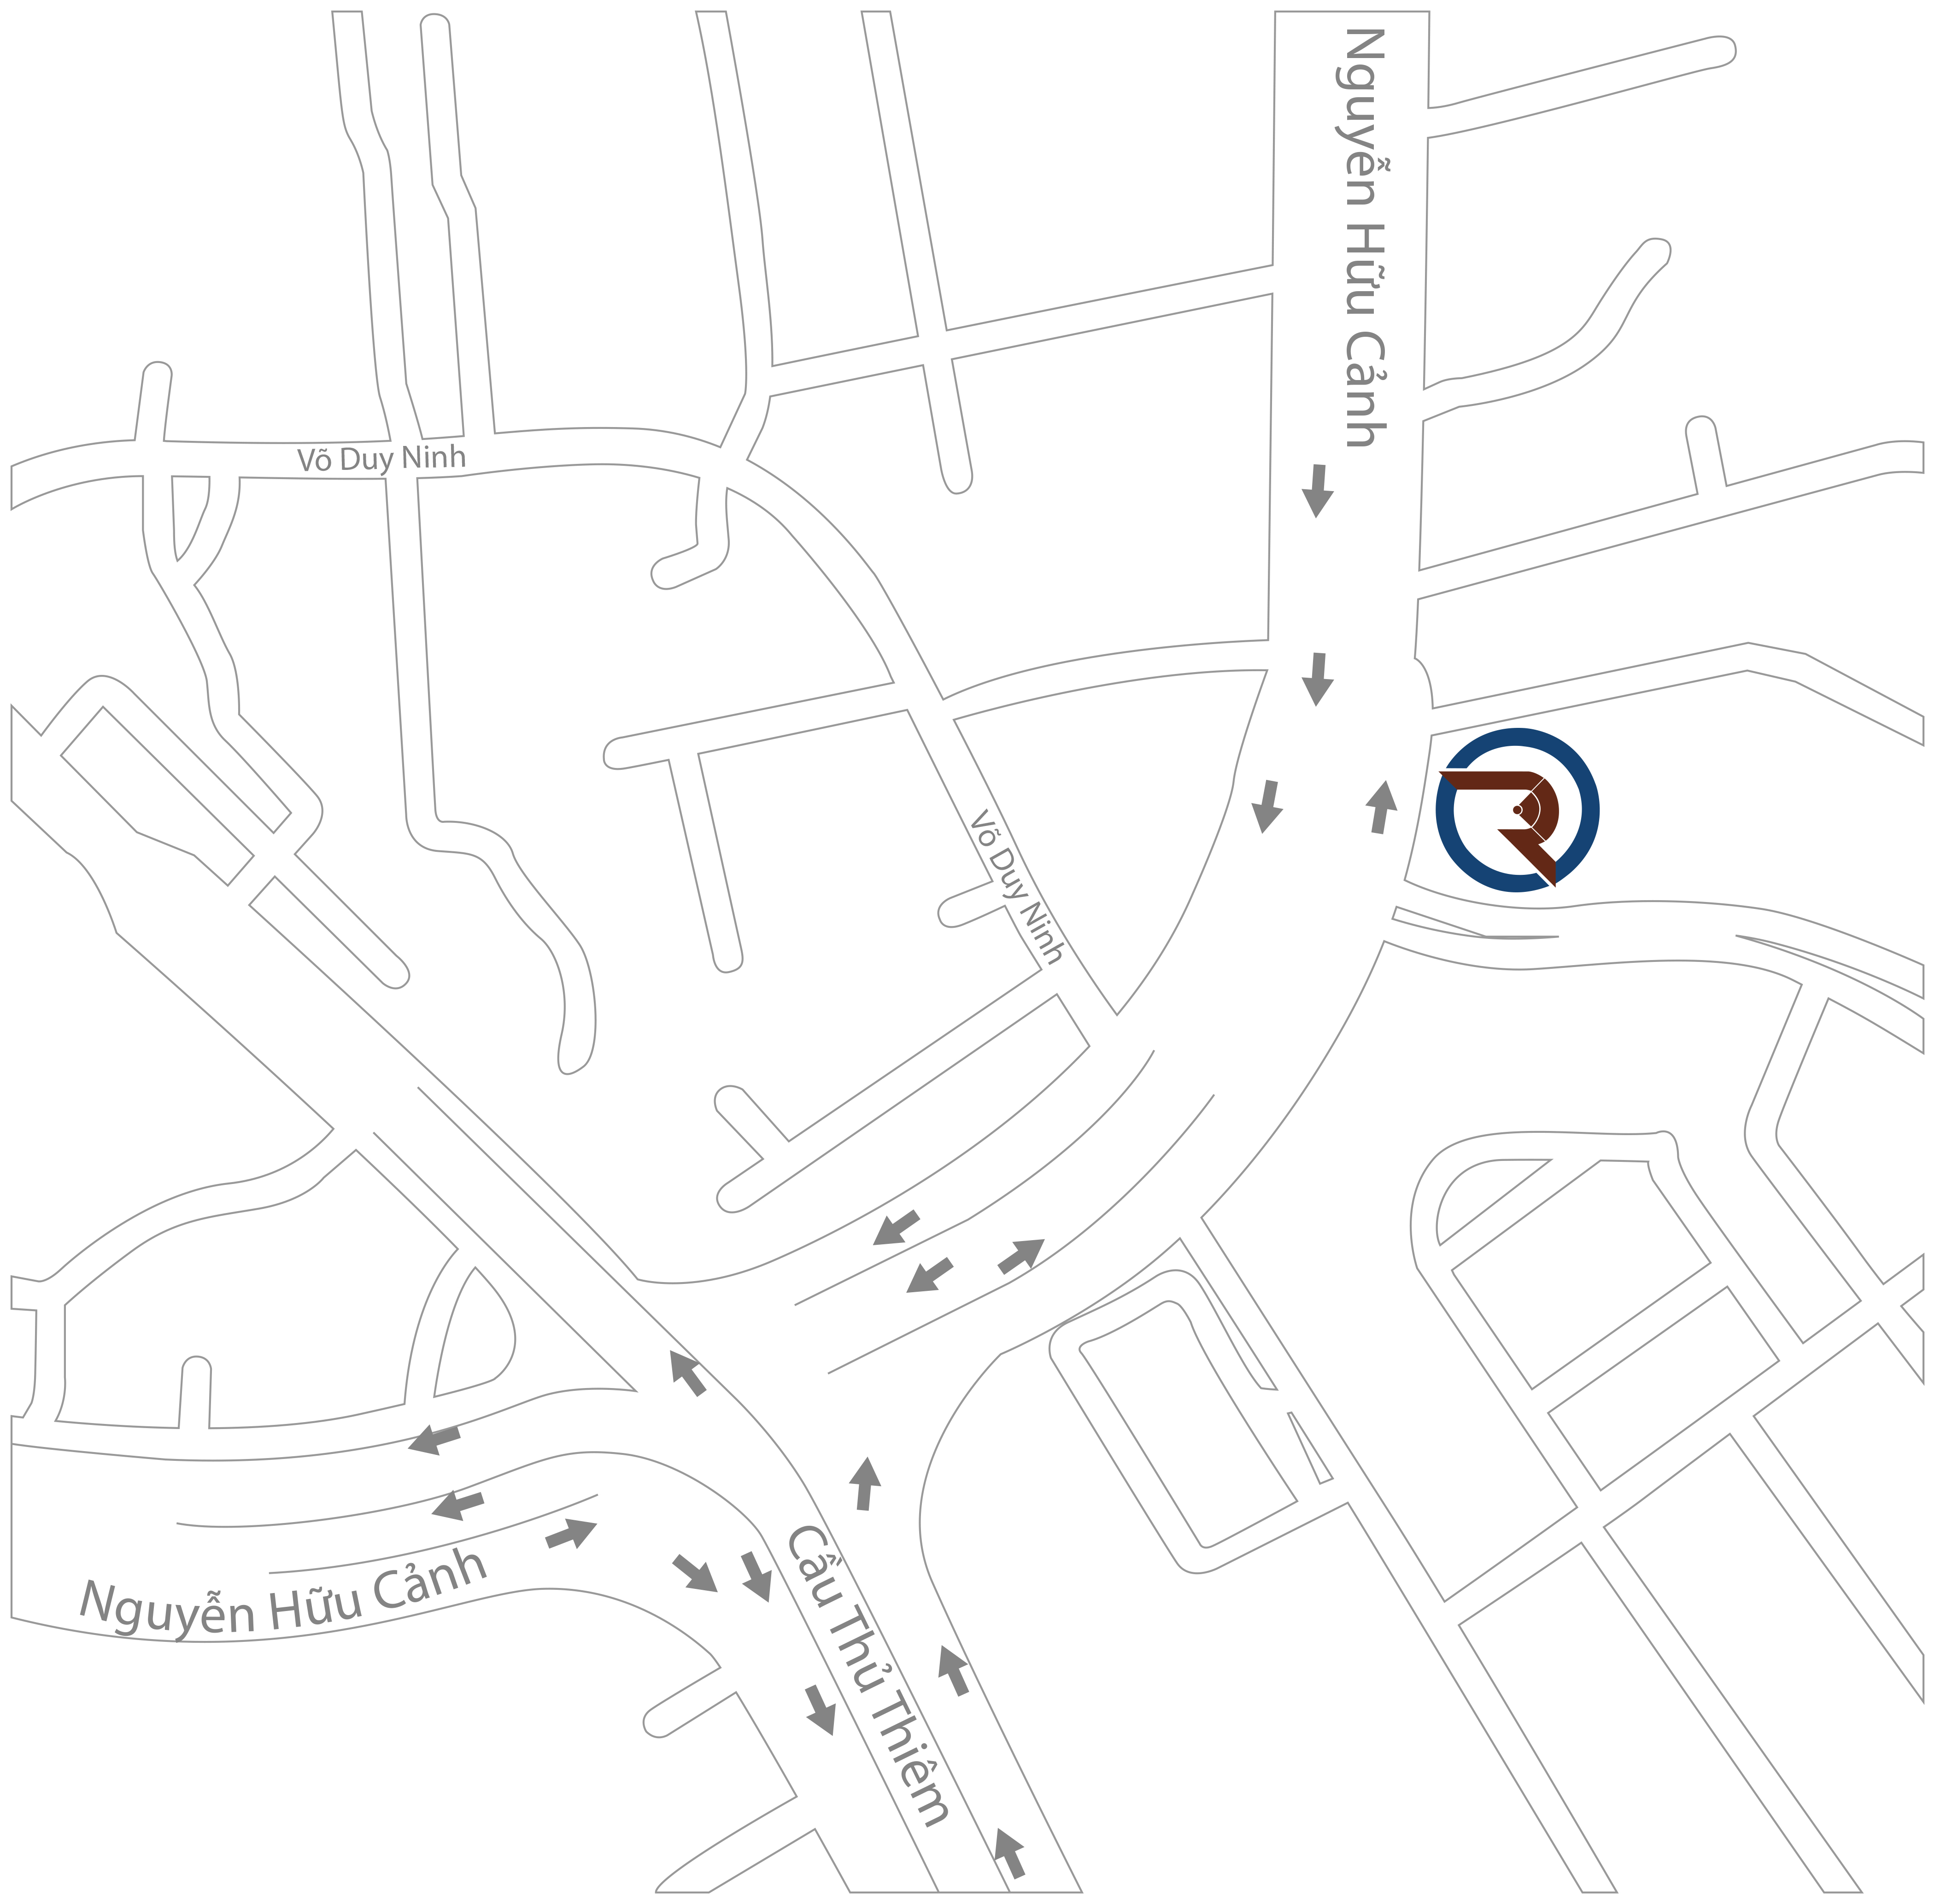 Nguyễn Hữu Cảnh
Võ Duy Ninh
Võ Duy Ninh
Nguyễn Hữu Cảnh
Cầu Thủ Thiêm